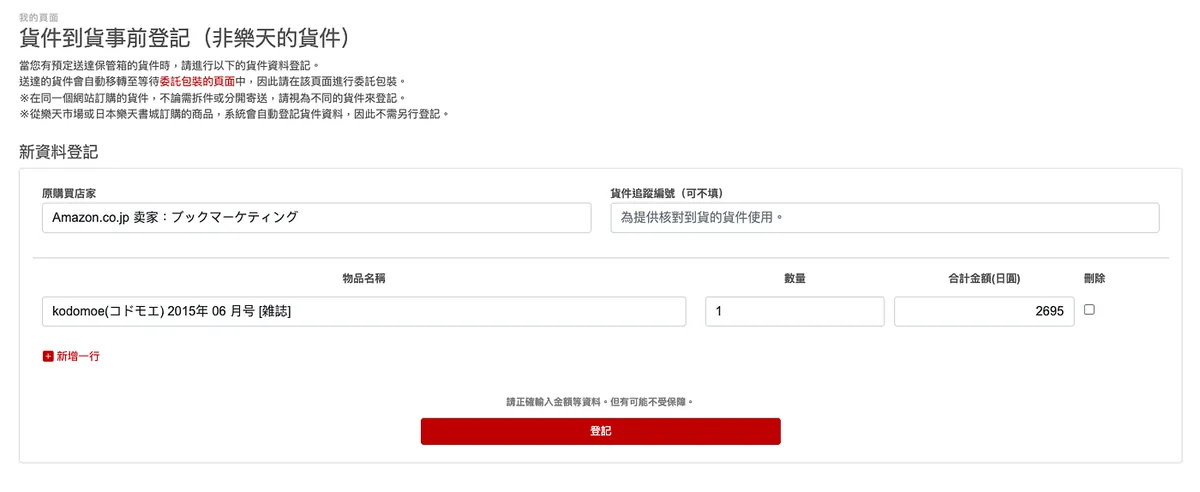 我的頁面
貨件到貨事前登記（非樂天的貨件）
當您有預定送達保管箱的貨件時，請進行以下的貨件資料登記。
送達的貨件會自動移轉至等待委託包裝的頁面中，因此請在該頁面進行委託包裝。
※在同一個網站訂購的貨件，不論需拆件或分開寄送，請視為不同的貨件來登記。
※從樂天市場或日本樂天書城訂購的商品，系統會自動登記貨件資料，因此不需另行登記。
新資料登記
原購買店家 貨件追蹤編號（可不填）
Amazon.co.jp 卖家：ブックマーケティング 為提供核對到貨的貨件使用。
物品名稱 數量 合計金額(日圓) 刪除
kodomoe(コドモエ) 2015年 06 月号 [雑誌] 1 2695
新增一行
請正確輸入金額等資料。但有可能不受保障。
登記